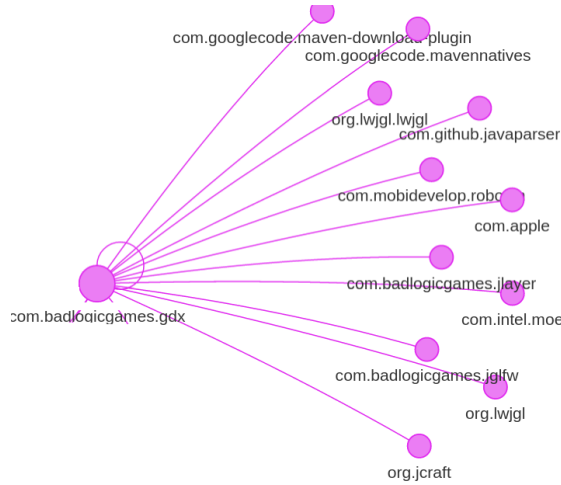 com.googlecode.maven-download-plugin
com.googlecode.mavennatives
org.lwjgl.lwjgl
com.github.javaparser
com.mobidevelop.robovm
com.apple
com.badlogicgames.jlayer
com.badlogicgames.gdx
com.intel.moe
com.badlogicgames.jglfw
org.lwjgl
org.jcraft